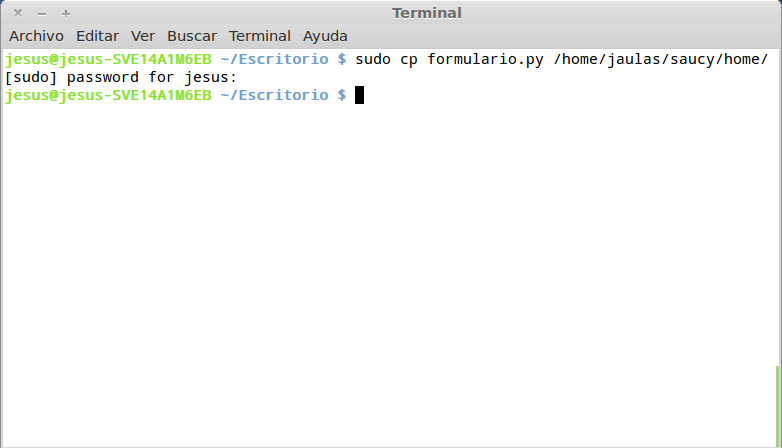 Terminal
Archivo Editar Ver Buscar Terminal Ayuda
jesus@jesus-SVE14A1M6EB ~/Escritorio $ sudo cp formulario.py /home/jaulas/saucy/home/
[sudo] password for jesus:
jesus@jesus-SVE14A1M6EB ~/Escritorio $